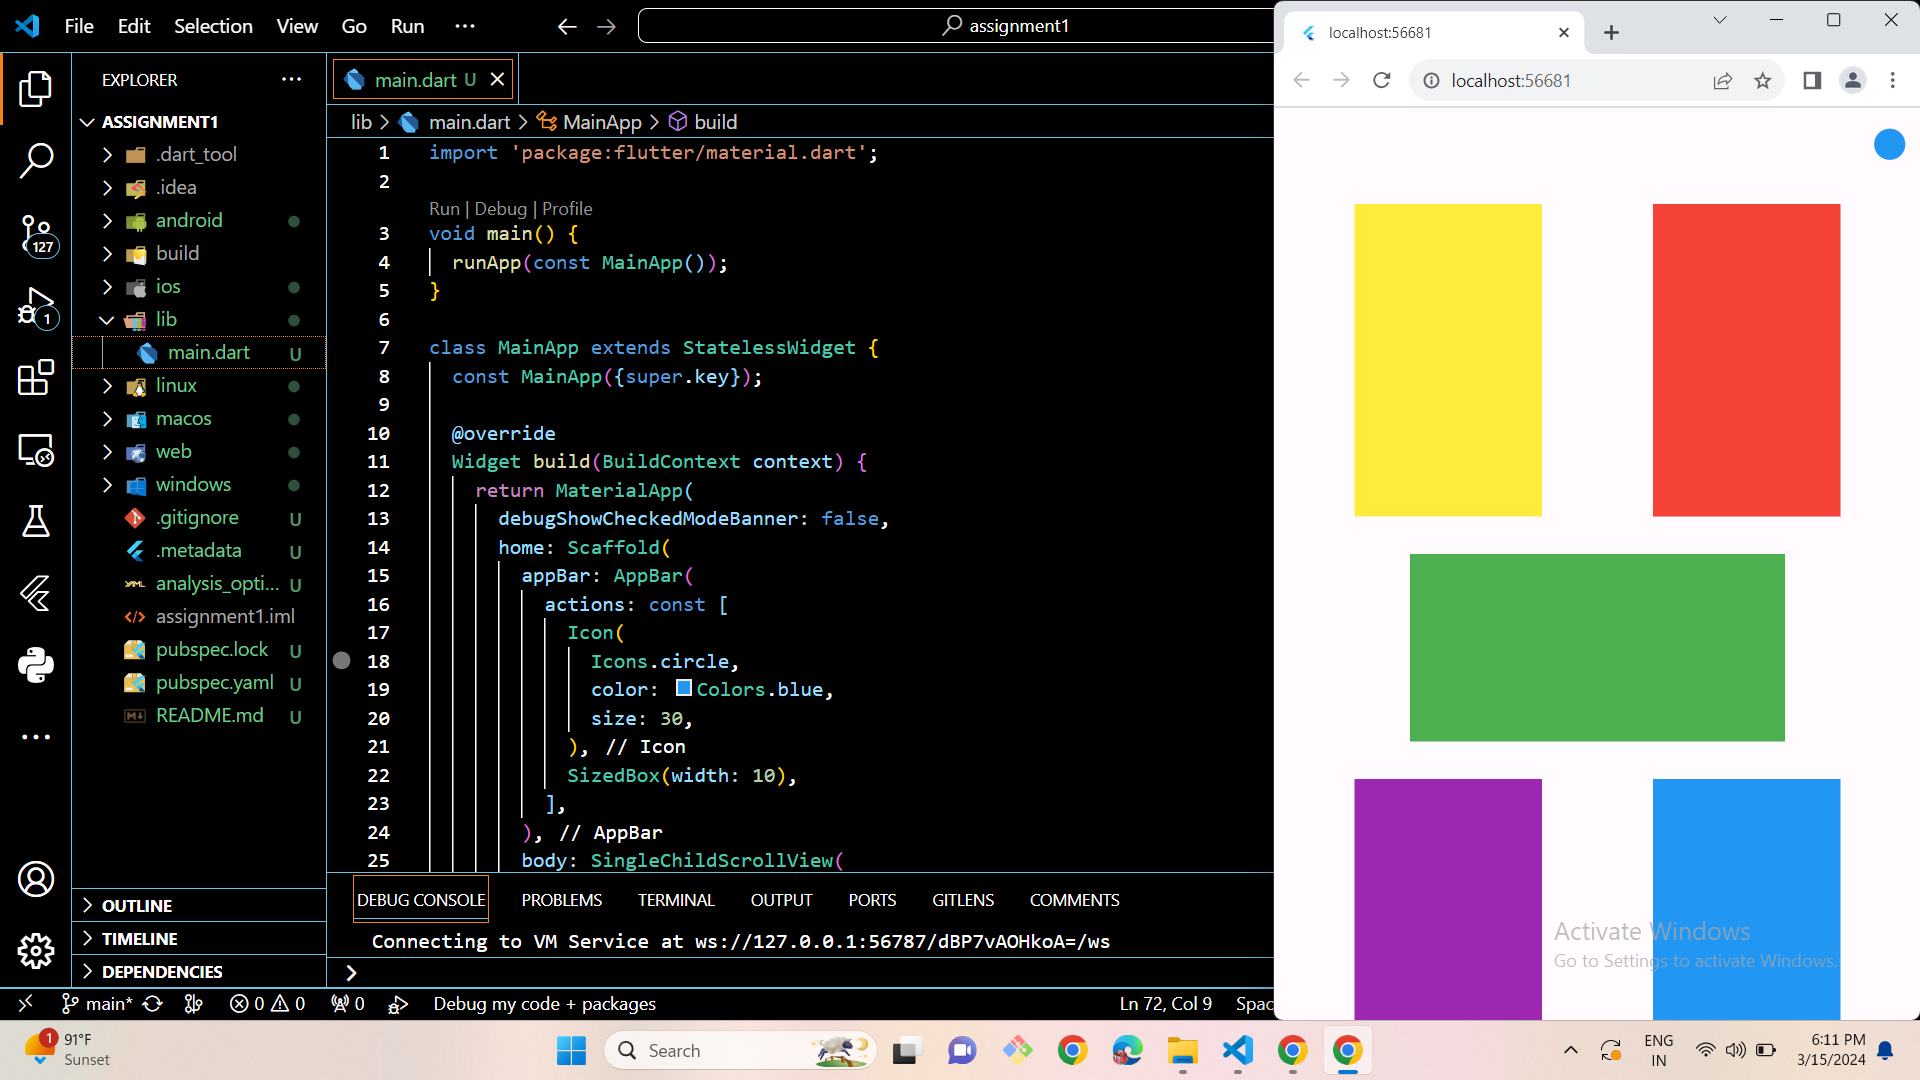 File Edit Selection View Go Run ··· assignment1
EXPLORER ···
ASSIGNMENT1
.dart_tool
.idea
android
build
ios
lib
main.dart U
linux
macos
web
windows
.gitignore U
.metadata U
analysis_opti... U
assignment1.iml
pubspec.lock U
pubspec.yaml U
README.md U
OUTLINE
TIMELINE
DEPENDENCIES
127
1
main.dart U
lib > main.dart > MainApp > build
1 import 'package:flutter/material.dart';
2
Run | Debug | Profile
3 void main() {
4 runApp(const MainApp());
5 }
6
7 class MainApp extends StatelessWidget {
8 const MainApp({super.key});
9
10 @override
11 Widget build(BuildContext context) {
12 return MaterialApp(
13 debugShowCheckedModeBanner: false,
14 home: Scaffold(
15 appBar: AppBar(
16 actions: const [
17 Icon(
18 Icons.circle,
19 color: Colors.blue,
20 size: 30,
21 ), // Icon
22 SizedBox(width: 10),
23 ],
24 ), // AppBar
25 body: SingleChildScrollView(
DEBUG CONSOLE PROBLEMS TERMINAL OUTPUT PORTS GITLENS COMMENTS
Connecting to VM Service at ws://127.0.0.1:56787/dBP7vAOHkoA=/ws
>
main* 0 0 0 Debug my code + packages Ln 72, Col 9 Spac
localhost:56681
localhost:56681
Activate Windows
Go to Settings to activate Windows.
1
91°F
Sunset
Search
ENG
IN
6:11 PM
3/15/2024